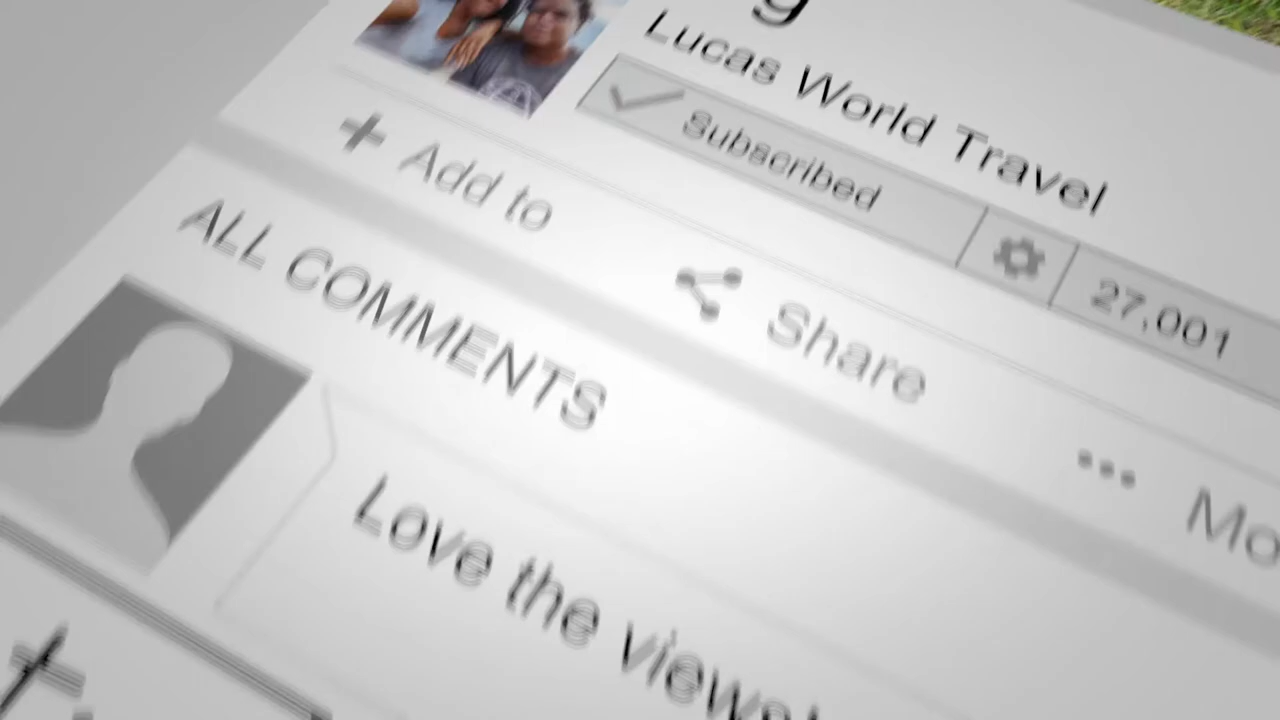 g
Lucas World Travel
Subscribed
27,001
Add to
Share
••• Mo
ALL COMMENTS
Love the views!